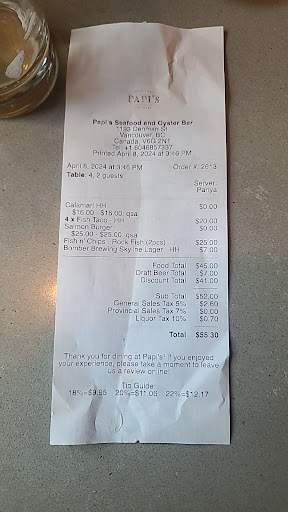 PAPI'S
Papi's Seafood and Oyster Bar
1193 Denman St
Vancouver, BC
Canada, V6G 2N1
Tel: +1 6048957337
Printed April 8, 2024 at 3:46 PM
April 8, 2024 at 3:45 PM Order #: 2613
Table: 4, 2 guests
Server:
Pariya
Calamari HH $0.00
$16.00 - $16.00: qsa
4 x Fish Taco - HH $20.00
Salmon Burger $0.00
$25.00 - $25.00: qsa
Fish n' Chips - Rock Fish (2pcs) $25.00
Bomber Brewing Skyline Lager - HH $7.00
Food Total $45.00
Draft Beer Total $7.00
Discount Total $41.00
Sub Total $52.00
General Sales Tax 5% $2.60
Provincial Sales Tax 7% $0.00
Liquor Tax 10% $0.70
Total $55.30
Thank you for dining at Papi's! If you enjoyed
your experience, please take a moment to leave
us a review online!
Tip Guide:
18%=$9.95 20%=$11.06 22%=$12.17